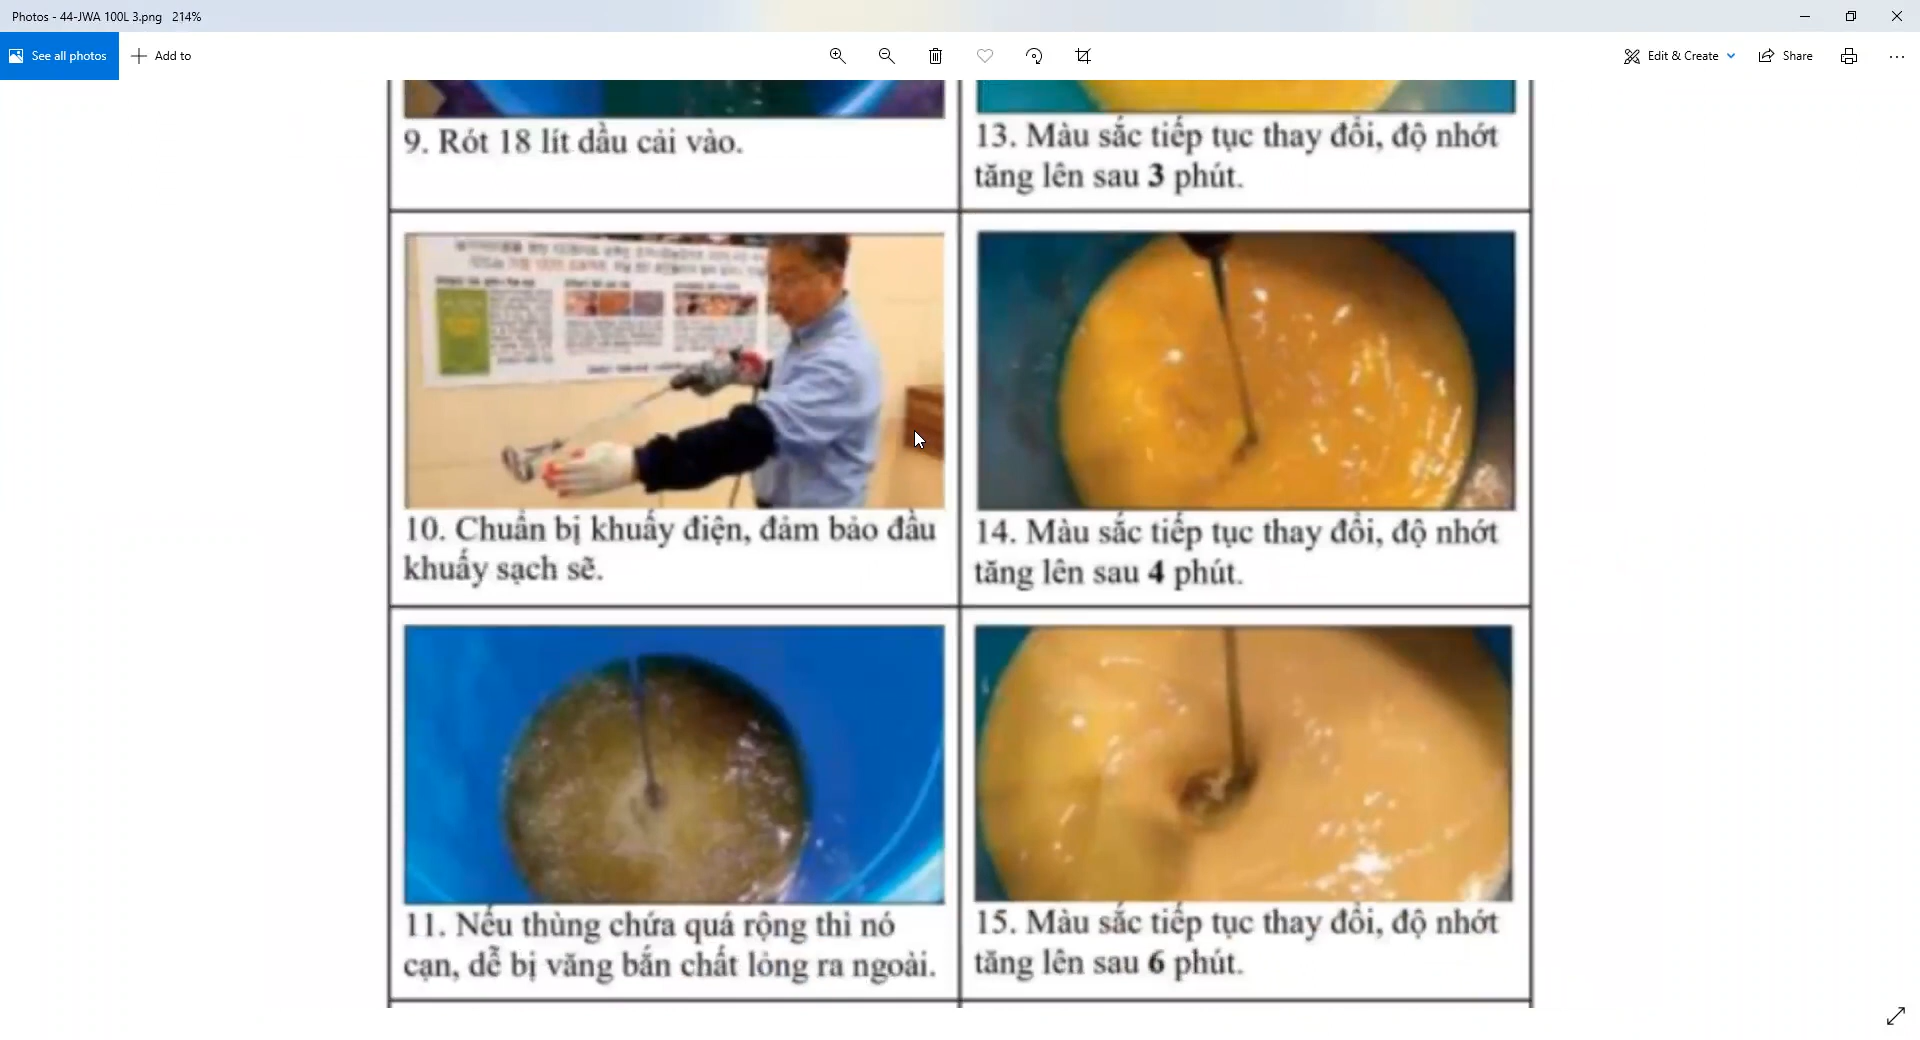 Photos - 44-JWA 100L 3.png 214%
See all photos
Add to
Edit & Create
Share
9. Rót 18 lít dầu cải vào.
13. Màu sắc tiếp tục thay đổi, độ nhớt
tăng lên sau 3 phút.
10. Chuẩn bị khuấy điện, đảm bảo đầu
khuấy sạch sẽ.
14. Màu sắc tiếp tục thay đổi, độ nhớt
tăng lên sau 4 phút.
11. Nếu thùng chứa quá rộng thì nó
cạn, dễ bị văng bắn chất lỏng ra ngoài.
15. Màu sắc tiếp tục thay đổi, độ nhớt
tăng lên sau 6 phút.